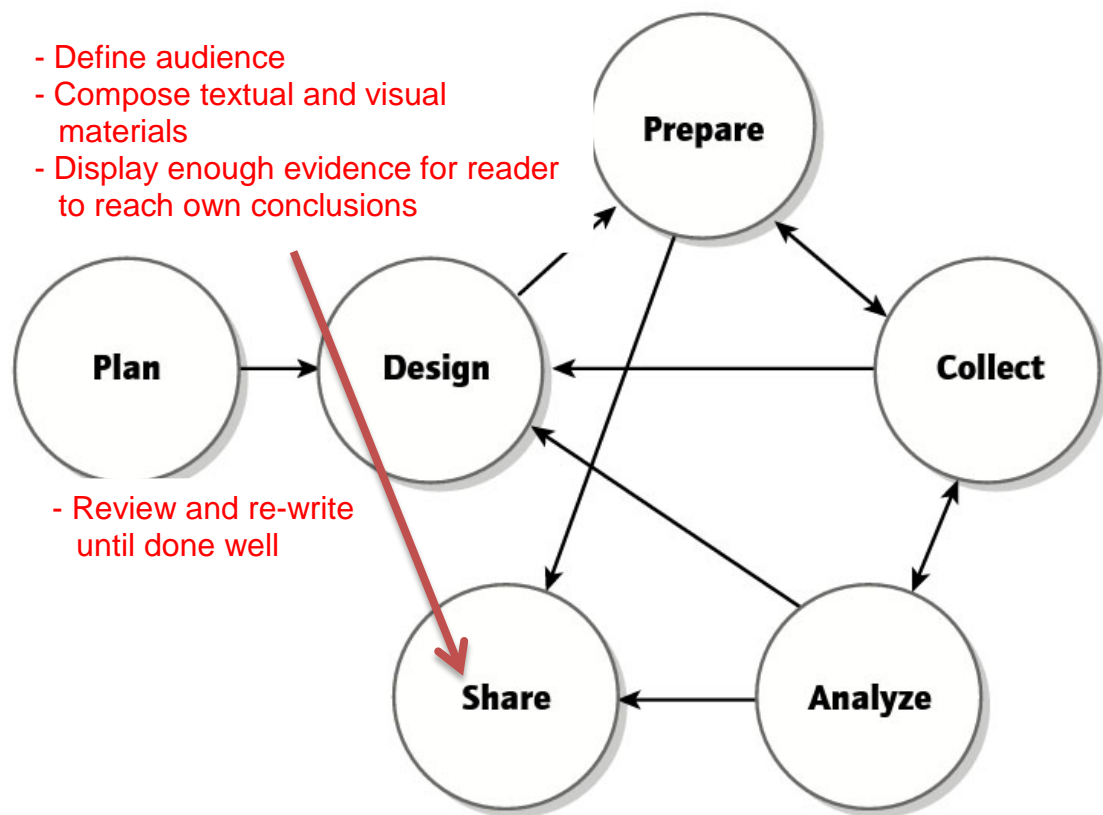 - Define audience
- Compose textual and visual
materials
- Display enough evidence for reader
to reach own conclusions
Prepare
Plan
Design
Collect
- Review and re-write
until done well
Share
Analyze